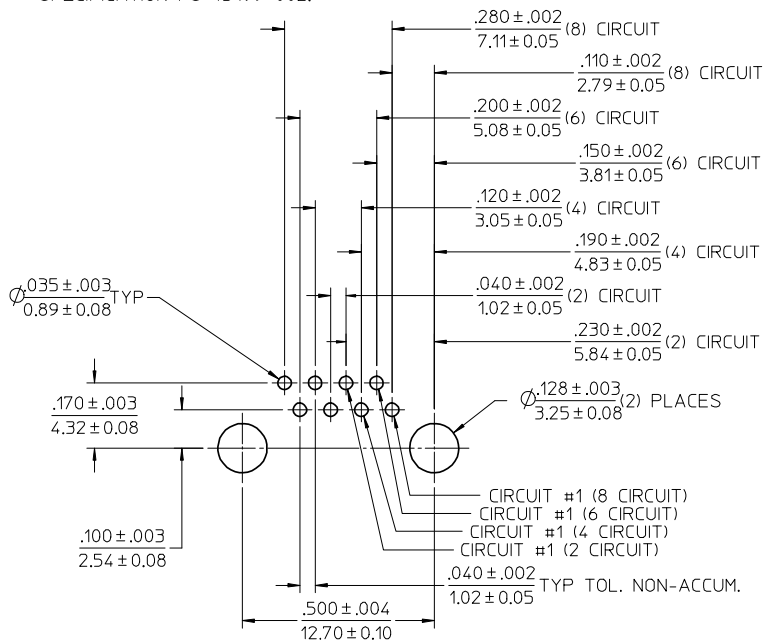 .280±.002
7.11±0.05
(8) CIRCUIT
.110±.002
2.79±0.05
(8) CIRCUIT
.200±.002
5.08±0.05
(6) CIRCUIT
.150±.002
3.81±0.05
(6) CIRCUIT
.120±.002
3.05±0.05
(4) CIRCUIT
.190±.002
4.83±0.05
(4) CIRCUIT
Ø.035±.003
0.89±0.08
TYP
.040±.002
1.02±0.05
(2) CIRCUIT
.230±.002
5.84±0.05
(2) CIRCUIT
.170±.003
4.32±0.08
Ø.128±.003
3.25±0.08
(2) PLACES
CIRCUIT #1 (8 CIRCUIT)
CIRCUIT #1 (6 CIRCUIT)
CIRCUIT #1 (4 CIRCUIT)
CIRCUIT #1 (2 CIRCUIT)
.100±.003
2.54±0.08
.040±.002
1.02±0.05
TYP TOL. NON-ACCUM.
.500±.004
12.70±0.10